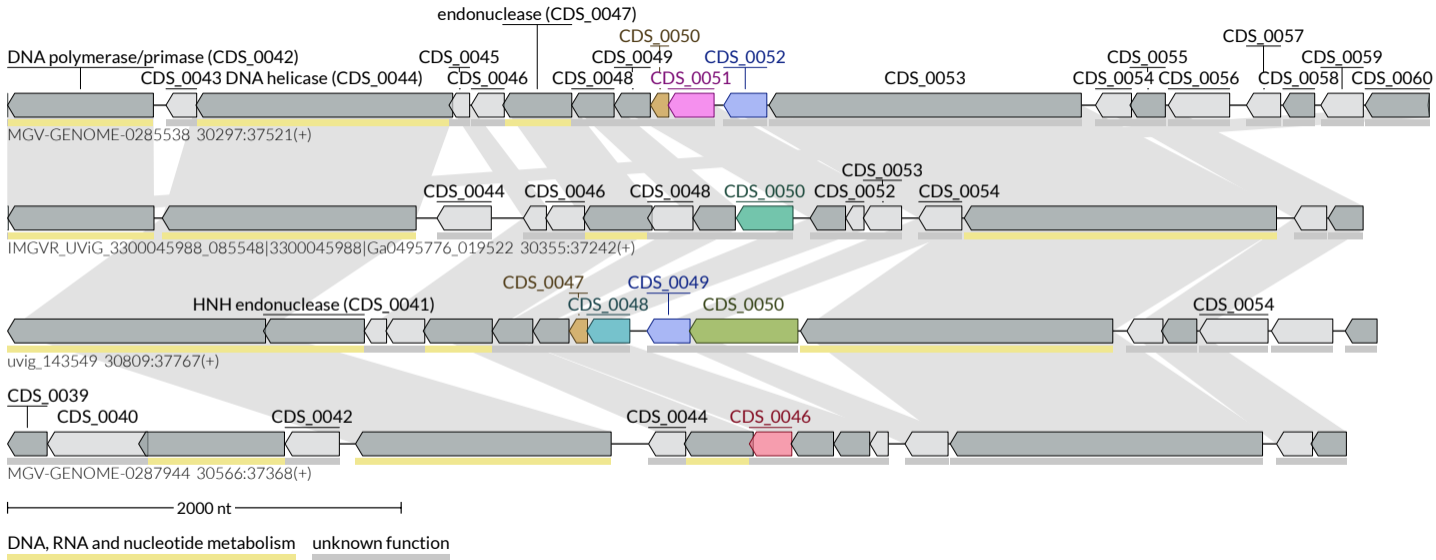 endonuclease (CDS_0047)
CDS_0050 CDS_0057
DNA polymerase/primase (CDS_0042) CDS_0045 CDS_0049 CDS_0052 CDS_0055 CDS_0059
CDS_0043 DNA helicase (CDS_0044) CDS_0046 CDS_0048 CDS_0051 CDS_0053 CDS_0054 CDS_0056 CDS_0058 CDS_0060
MGV-GENOME-0285538 30297:37521(+)
CDS_0053
CDS_0044 CDS_0046 CDS_0048 CDS_0050 CDS_0052 CDS_0054
IMGVR_UViG_3300045988_085548|3300045988|Ga0495776_019522 30355:37242(+)
CDS_0047 CDS_0049
HNH endonuclease (CDS_0041) CDS_0048 CDS_0050 CDS_0054
uvig_143549 30809:37767(+)
CDS_0039
CDS_0040 CDS_0042 CDS_0044 CDS_0046
MGV-GENOME-0287944 30566:37368(+)
2000 nt
DNA, RNA and nucleotide metabolism unknown function